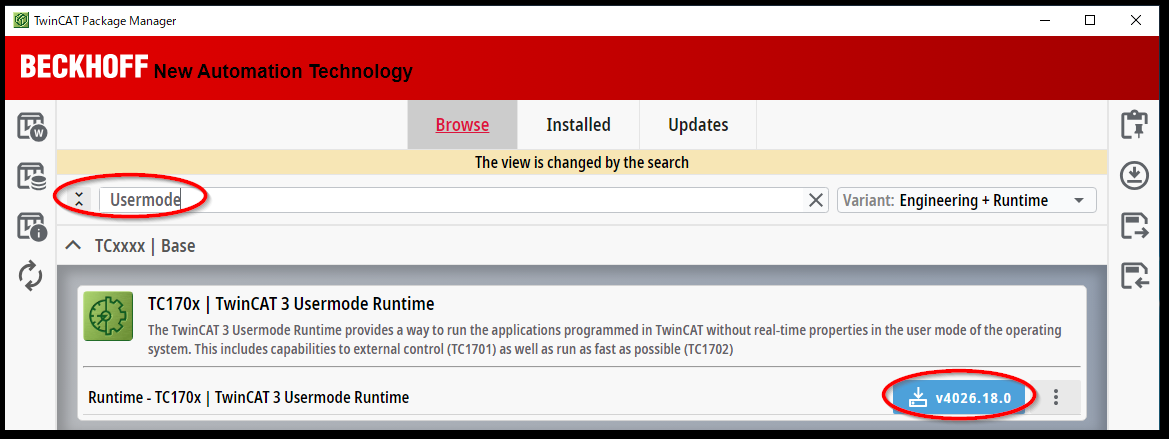 TwinCAT Package Manager
BECKHOFF New Automation Technology
W
Browse Installed Updates
The view is changed by the search
Usermode Variant: Engineering + Runtime
TCxxxx | Base
TC170x | TwinCAT 3 Usermode Runtime
The TwinCAT 3 Usermode Runtime provides a way to run the applications programmed in TwinCAT without real-time properties in the user mode of the operating
system. This includes capabilities to external control (TC1701) as well as run as fast as possible (TC1702)
Runtime - TC170x | TwinCAT 3 Usermode Runtime v4026.18.0